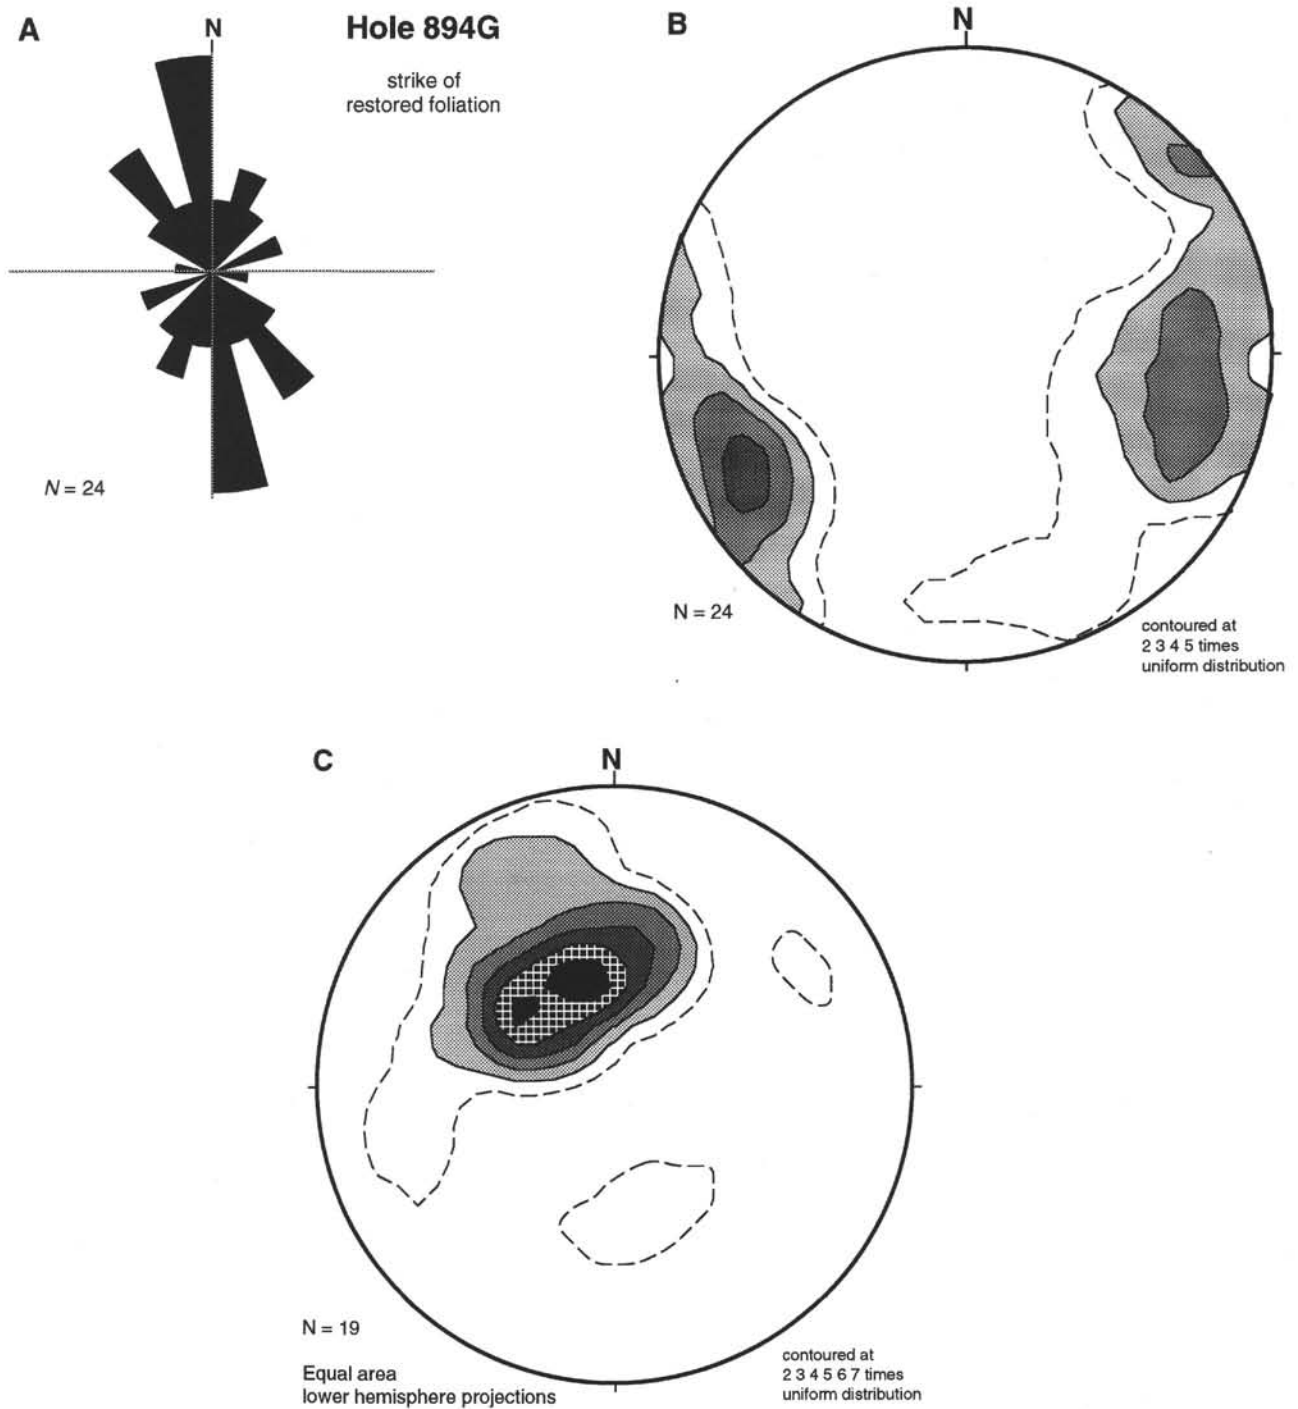 A
N
Hole 894G
strike of
restored foliation
N = 24
B
N
N = 24
contoured at
2 3 4 5 times
uniform distribution
C
N
N = 19
Equal area
lower hemisphere projections
contoured at
2 3 4 5 6 7 times
uniform distribution